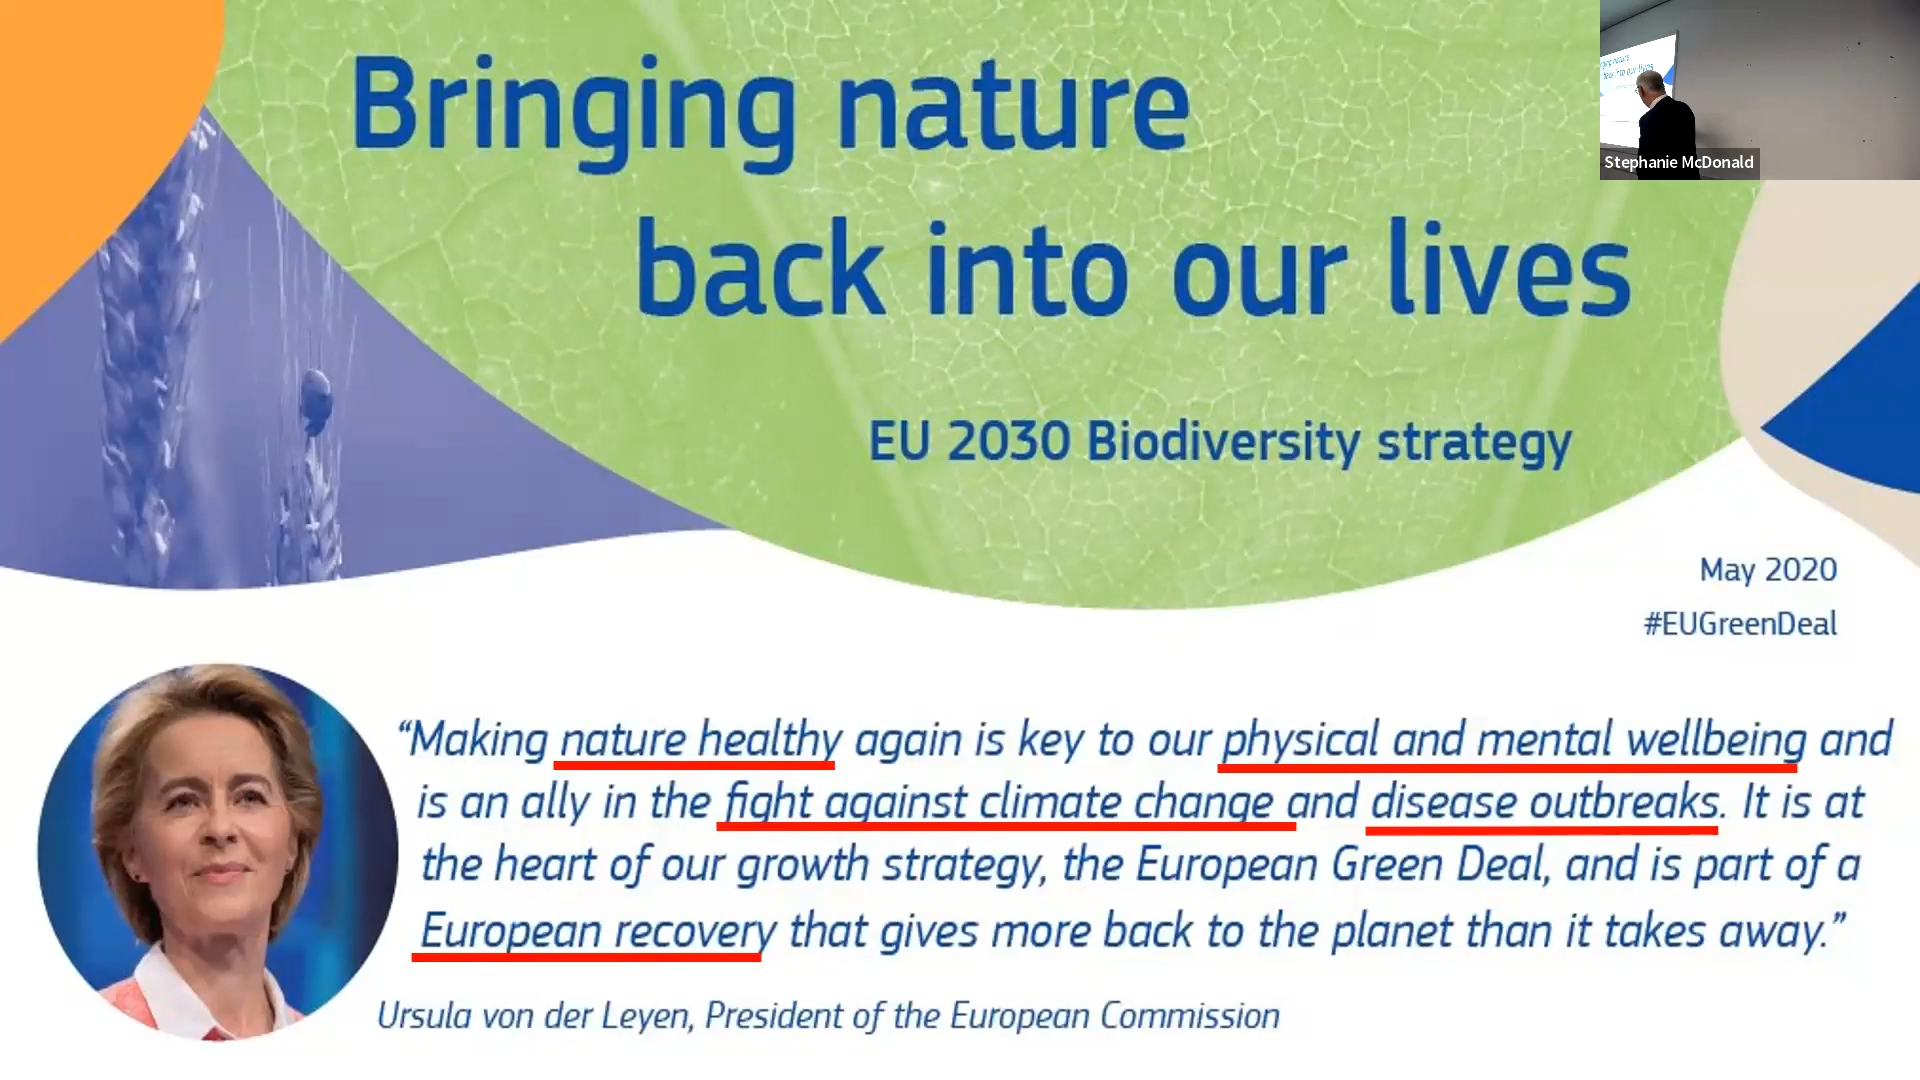 Bringing nature
back into our lives
EU 2030 Biodiversity strategy
Stephanie McDonald
May 2020
#EUGreenDeal
“Making nature healthy again is key to our physical and mental wellbeing and
is an ally in the fight against climate change and disease outbreaks. It is at
the heart of our growth strategy, the European Green Deal, and is part of a
European recovery that gives more back to the planet than it takes away.”
Ursula von der Leyen, President of the European Commission